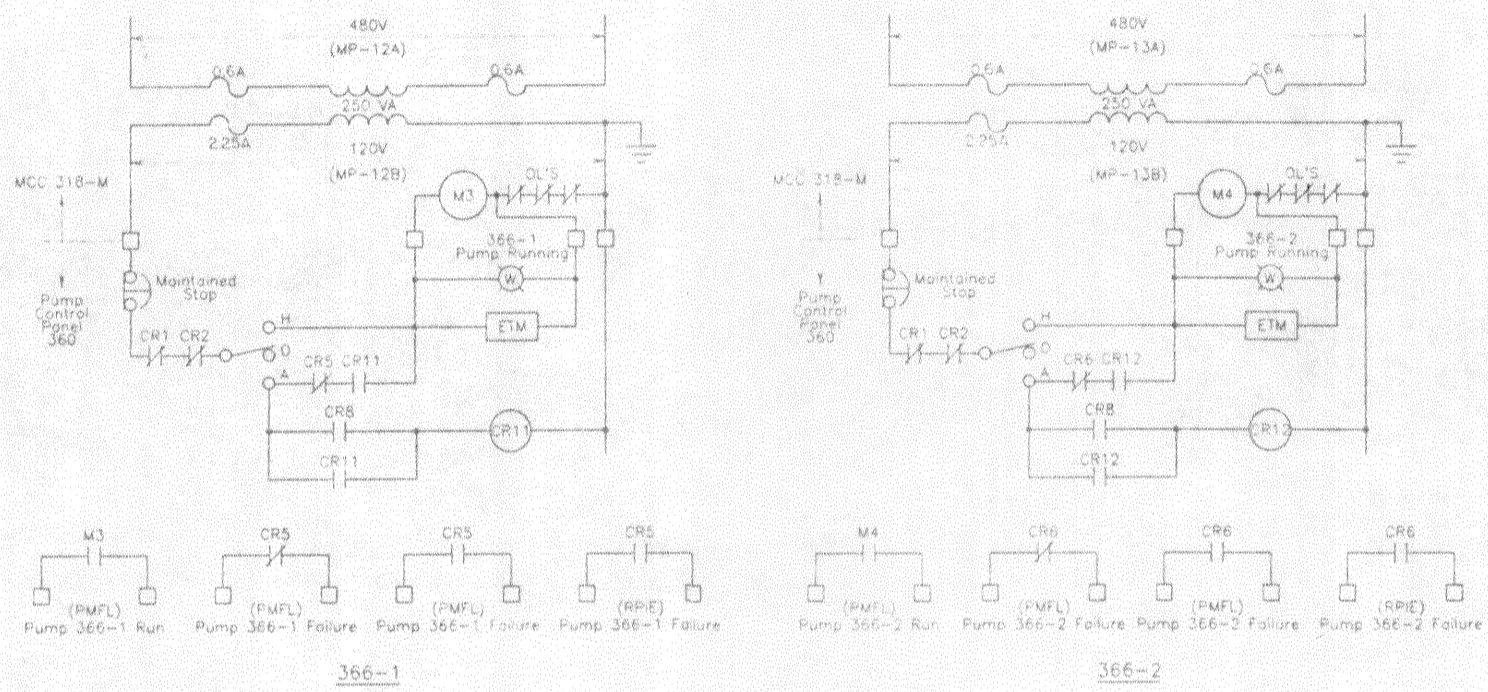 480V
(MP-12A)
0.6A
0.6A
250 VA
2.25A
120V
(MP-12B)
OL'S
MCC 318-M
M3
366-1
Pump Running
Maintained
Stop
W
Pump
Control
Panel
360
H
ETM
CR1 CR2
O
CR5 CR11
A
CR8
CR11
CR11
M3
CR5
CR5
CR5
(PMFL)
Pump 366-1 Run
(PMFL)
Pump 366-1 Failure
(PMFL)
Pump 366-1 Failure
(RPIE)
Pump 366-1 Failure
366-1
480V
(MP-13A)
0.6A
0.6A
250 VA
2.25A
120V
(MP-13B)
OL'S
MCC 318-M
M4
366-2
Pump Running
Maintained
Stop
W
Pump
Control
Panel
360
H
ETM
CR1 CR2
O
CR6 CR12
A
CR8
CR12
CR12
M4
CR6
CR6
CR6
(PMFL)
Pump 366-2 Run
(PMFL)
Pump 366-2 Failure
(PMFL)
Pump 366-2 Failure
(RPIE)
Pump 366-2 Failure
366-2